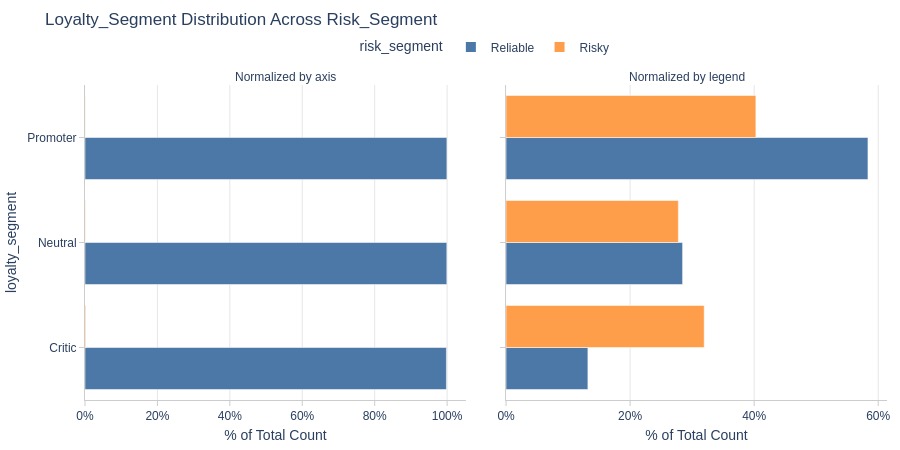 Loyalty_Segment Distribution Across Risk_Segment
risk_segment Reliable Risky
Normalized by axis Normalized by legend
Promoter
Neutral
Critic
loyalty_segment
0% 20% 40% 60% 80% 100% 0% 20% 40% 60%
% of Total Count % of Total Count